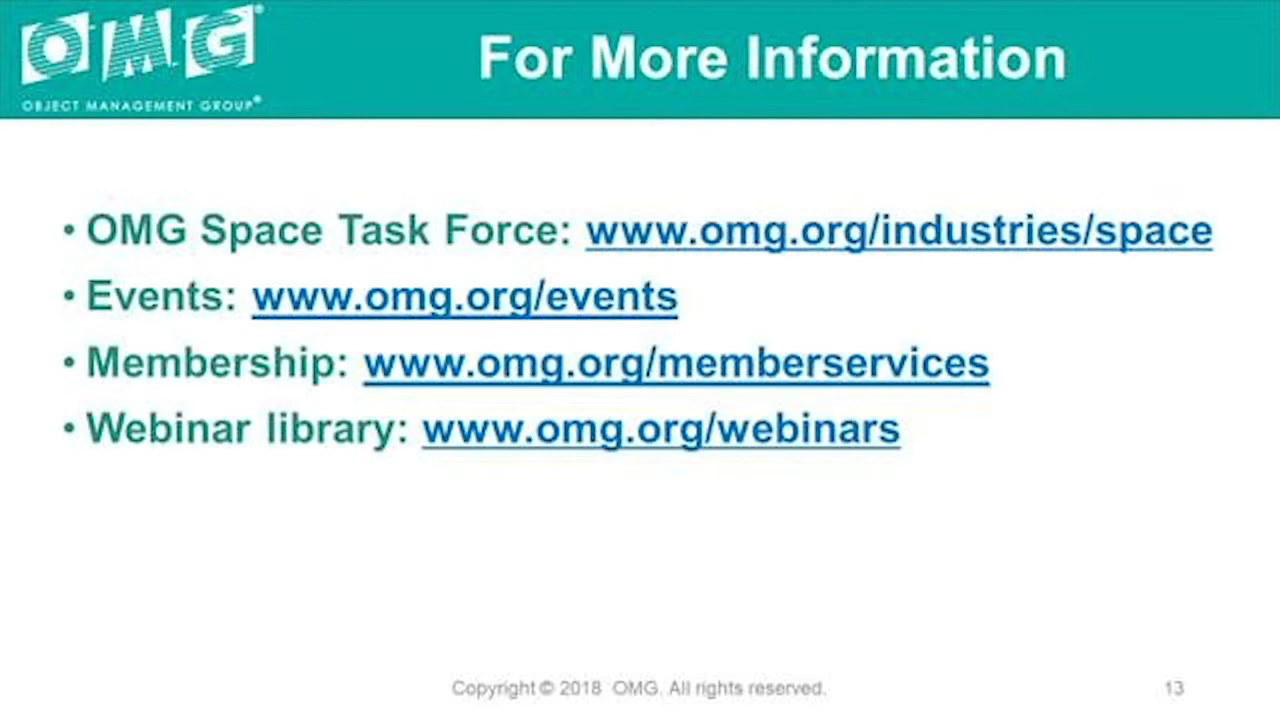 OMG®
OBJECT MANAGEMENT GROUP®
For More Information
• OMG Space Task Force: www.omg.org/industries/space
• Events: www.omg.org/events
• Membership: www.omg.org/memberservices
• Webinar library: www.omg.org/webinars
Copyright © 2018 OMG. All rights reserved.
13